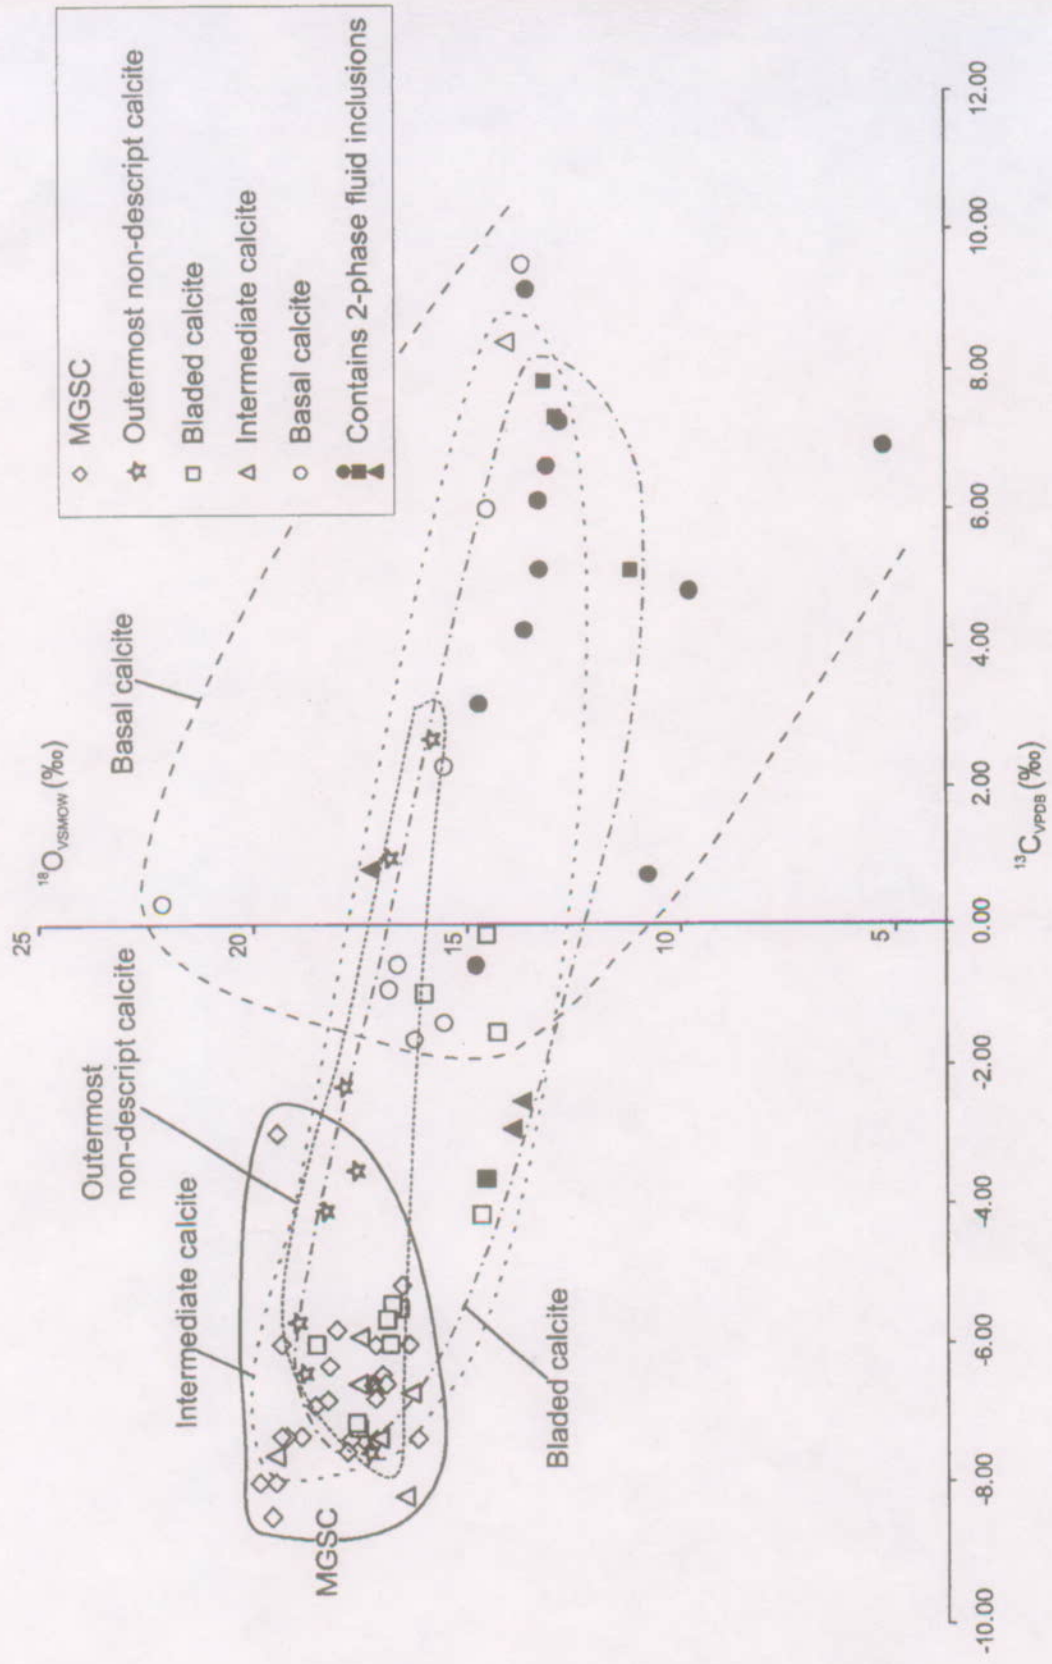 ¹⁸O_VSMOW (‰)
25
20
15
10
5
MGSC
Outermost non-descript calcite
Bladed calcite
Intermediate calcite
Basal calcite
Contains 2-phase fluid inclusions
Basal calcite
Outermost
non-descript calcite
Intermediate calcite
MGSC
Bladed calcite
-10.00 -8.00 -6.00 -4.00 -2.00 0.00 2.00 4.00 6.00 8.00 10.00 12.00
¹³C_VPDB (‰)